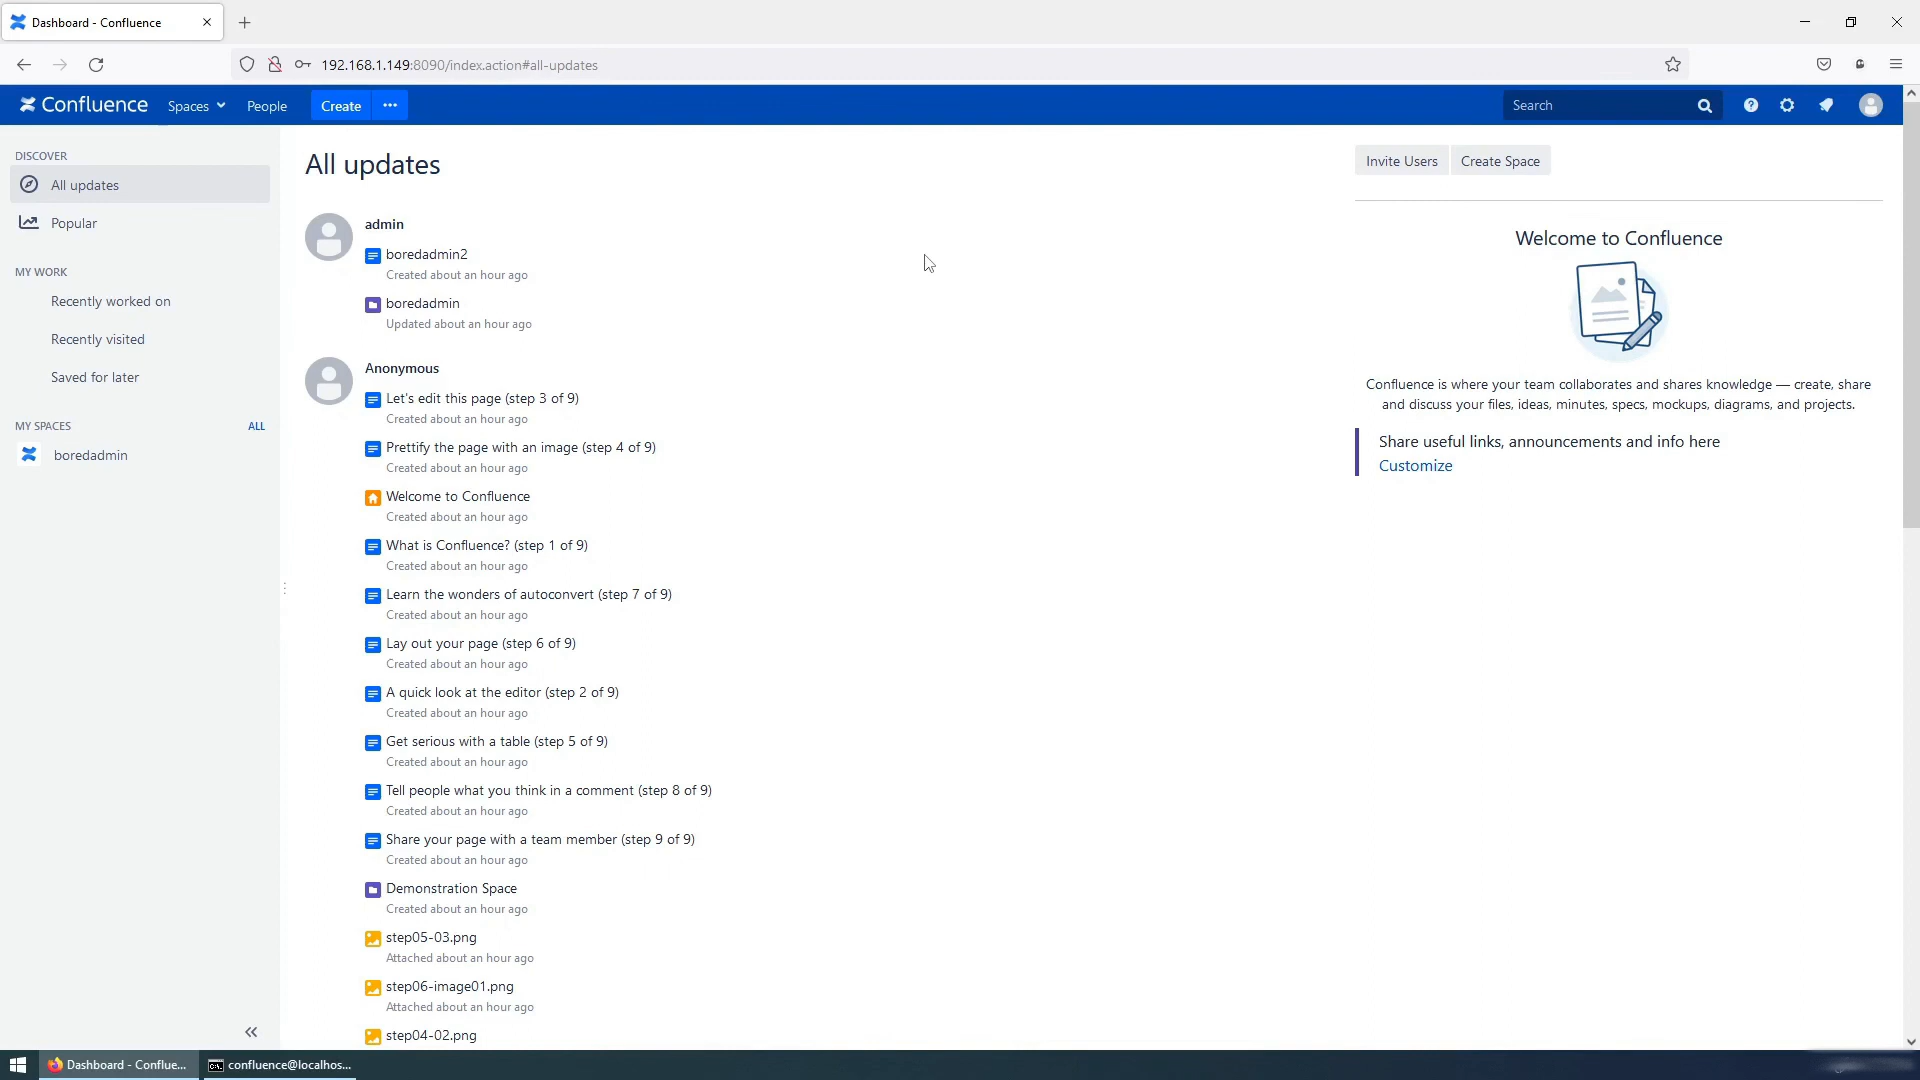 Dashboard - Confluence
192.168.1.149:8090/index.action#all-updates
Confluence Spaces People Create ••• Search
DISCOVER
All updates
Popular
MY WORK
Recently worked on
Recently visited
Saved for later
MY SPACES ALL
boredadmin
All updates
admin
boredadmin2
Created about an hour ago
boredadmin
Updated about an hour ago
Anonymous
Let's edit this page (step 3 of 9)
Created about an hour ago
Prettify the page with an image (step 4 of 9)
Created about an hour ago
Welcome to Confluence
Created about an hour ago
What is Confluence? (step 1 of 9)
Created about an hour ago
Learn the wonders of autoconvert (step 7 of 9)
Created about an hour ago
Lay out your page (step 6 of 9)
Created about an hour ago
A quick look at the editor (step 2 of 9)
Created about an hour ago
Get serious with a table (step 5 of 9)
Created about an hour ago
Tell people what you think in a comment (step 8 of 9)
Created about an hour ago
Share your page with a team member (step 9 of 9)
Created about an hour ago
Demonstration Space
Created about an hour ago
step05-03.png
Attached about an hour ago
step06-image01.png
Attached about an hour ago
step04-02.png
Invite Users Create Space
Welcome to Confluence
Confluence is where your team collaborates and shares knowledge — create, share
and discuss your files, ideas, minutes, specs, mockups, diagrams, and projects.
Share useful links, announcements and info here
Customize
Dashboard - Conflue... confluence@localhos...